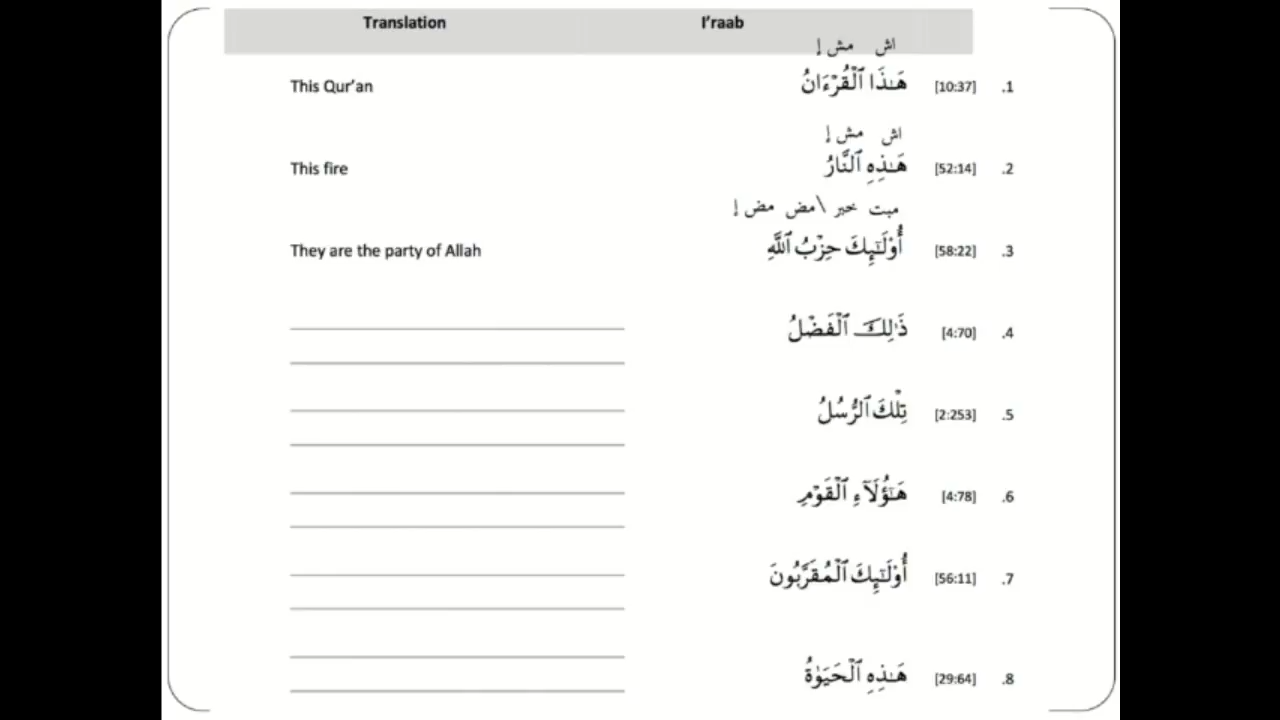 Translation I'raab
اش مش إ
This Qur'an هَـٰذَا ٱلْقُرْءَانُ [10:37] .1
اش مش إ
This fire هَـٰذِهِ ٱلنَّارُ [52:14] .2
مبت خبر \ مض مض إ
They are the party of Allah أُو۟لَـٰٓئِكَ حِزْبُ ٱللَّهِ [58:22] .3
ذَٰلِكَ ٱلْفَضْلُ [4:70] .4
تِلْكَ ٱلرُّسُلُ [2:253] .5
هَـٰٓؤُلَآءِ ٱلْقَوْمِ [4:78] .6
أُو۟لَـٰٓئِكَ ٱلْمُقَرَّبُونَ [56:11] .7
هَـٰذِهِ ٱلْحَيَوٰةُ [29:64] .8